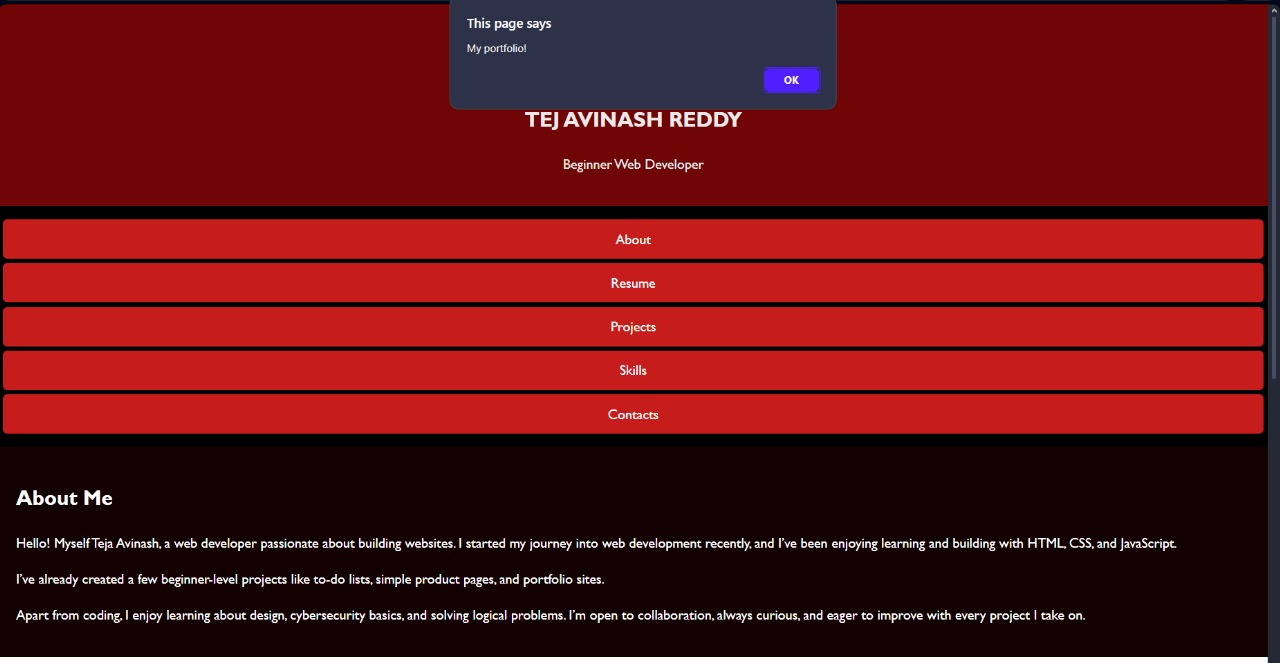 This page says
My portfolio!
OK
TEJ AVINASH REDDY
Beginner Web Developer
About
Resume
Projects
Skills
Contacts
About Me
Hello! Myself Teja Avinash, a web developer passionate about building websites. I started my journey into web development recently, and I've been enjoying learning and building with HTML, CSS, and JavaScript.
I've already created a few beginner-level projects like to-do lists, simple product pages, and portfolio sites.
Apart from coding, I enjoy learning about design, cybersecurity basics, and solving logical problems. I'm open to collaboration, always curious, and eager to improve with every project I take on.